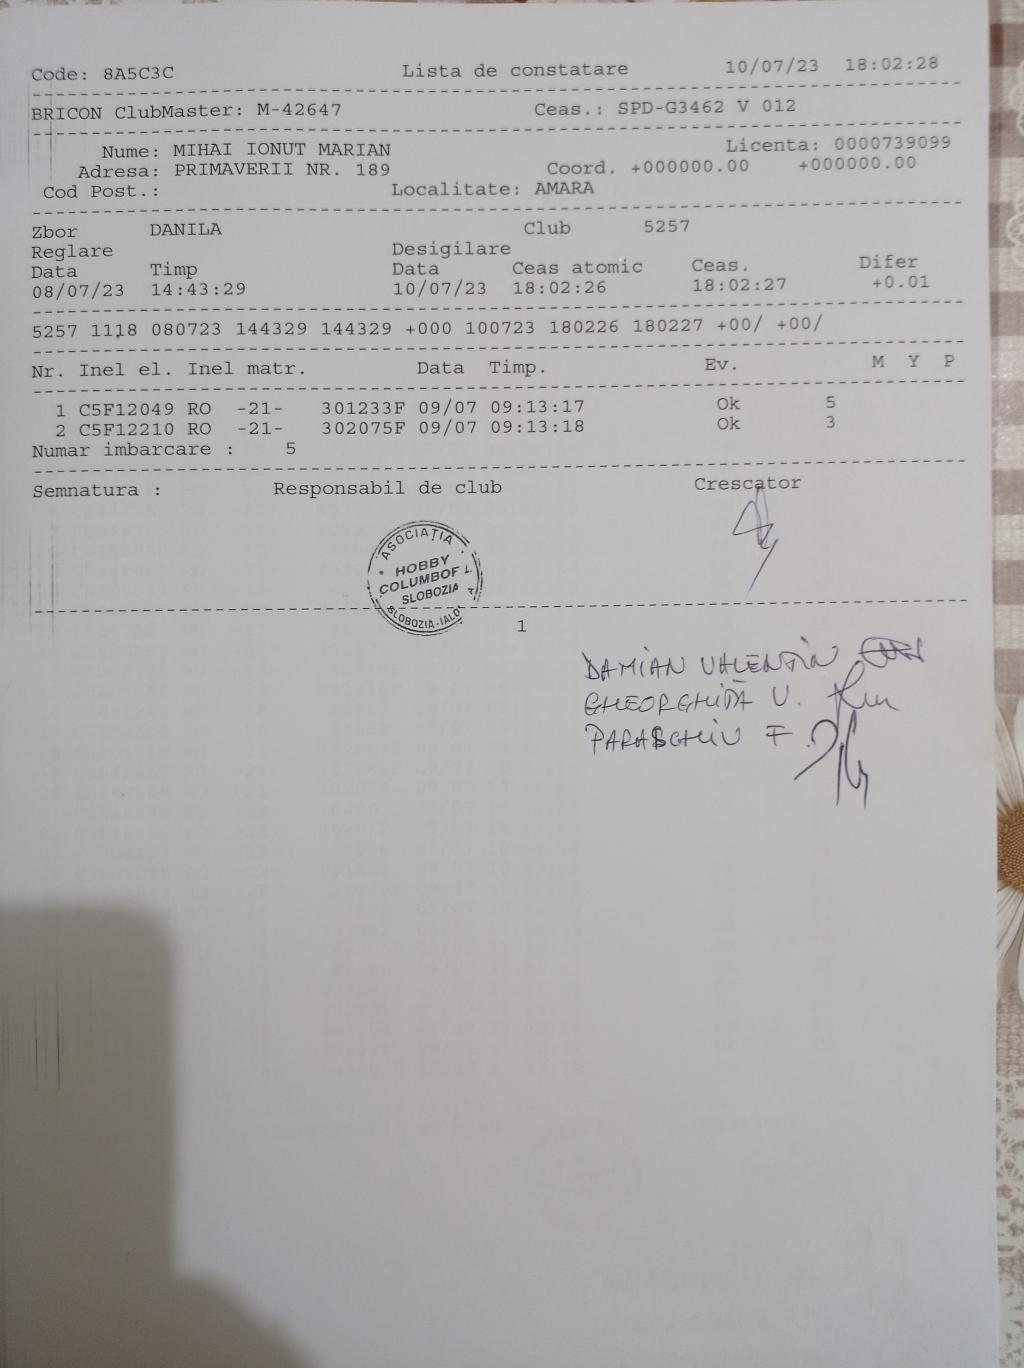 Code: 8A5C3C Lista de constatare 10/07/23 18:02:28
BRICON ClubMaster: M-42647 Ceas.: SPD-G3462 V 012
Nume: MIHAI IONUT MARIAN Licenta: 0000739099
Adresa: PRIMAVERII NR. 189 Coord. +000000.00 +000000.00
Cod Post.: Localitate: AMARA
Zbor DANILA Club 5257
Reglare Desigilare
Data Timp Data Ceas atomic Ceas. Difer
08/07/23 14:43:29 10/07/23 18:02:26 18:02:27 +0.01
5257 1118 080723 144329 144329 +000 100723 180226 180227 +00/ +00/
Nr. Inel el. Inel matr. Data Timp. Ev. M Y P
1 C5F12049 RO -21- 301233F 09/07 09:13:17 Ok 5
2 C5F12210 RO -21- 302075F 09/07 09:13:18 Ok 3
Numar imbarcare : 5
Semnatura : Responsabil de club Crescator
ASOCIAȚIA
HOBBY
COLUMBOF
SLOBOZIA
SLOBOZIA-IALO
1
DAMIAN VALENTIN
GHEORGHIȚĂ V.
PARASCHIV F.